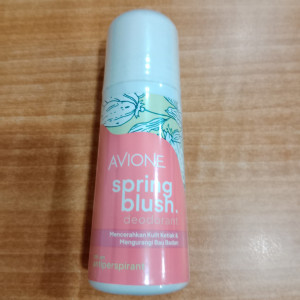 AVIONE
spring
blush.
deodorant
Mencerahkan Kulit Ketiak &
Mengurangi Bau Badan